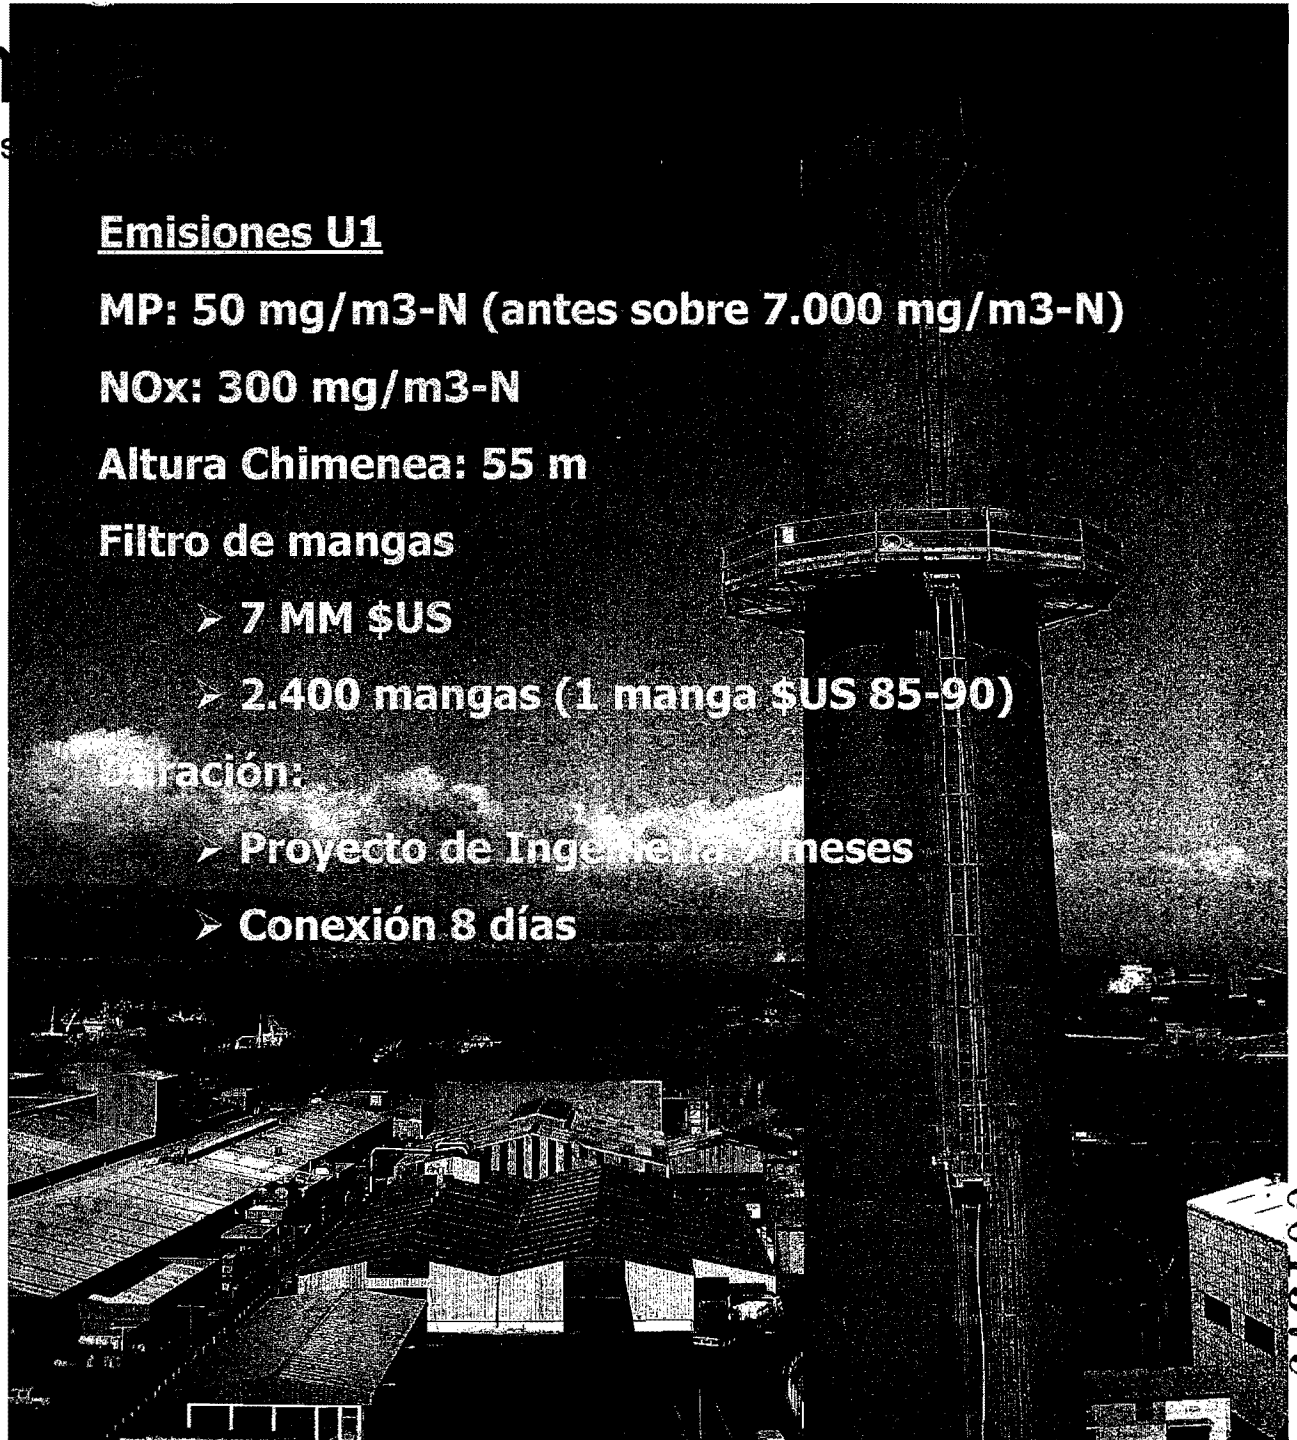 Emisiones U1
MP: 50 mg/m3-N (antes sobre 7.000 mg/m3-N)
NOx: 300 mg/m3-N
Altura Chimenea: 55 m
Filtro de mangas
➢ 7 MM $US
➢ 2.400 mangas (1 manga $US 85-90)
Duración:
➢ Proyecto de Ingeniería meses
➢ Conexión 8 días